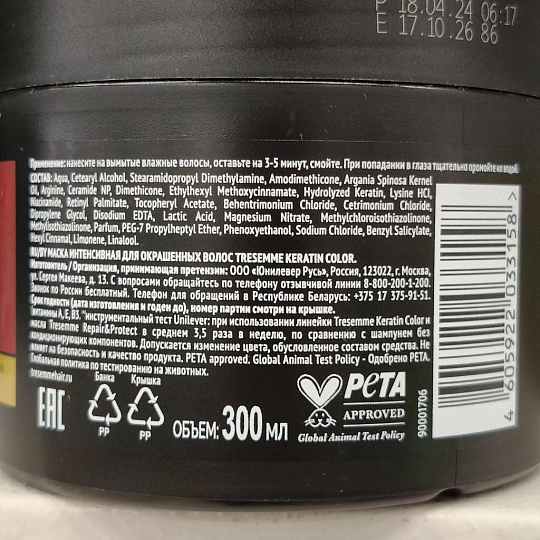 P 18.04.24 06:17
E 17.10.26 86
Применение: нанесите на вымытые влажные волосы, оставьте на 3-5 минут, смойте. При попадании в глаза тщательно промойте их водой.
СОСТАВ: Aqua, Cetearyl Alcohol, Stearamidopropyl Dimethylamine, Amodimethicone, Argania Spinosa Kernel
Oil, Arginine, Ceramide NP, Dimethicone, Ethylhexyl Methoxycinnamate, Hydrolyzed Keratin, Lysine HCl,
Niacinamide, Retinyl Palmitate, Tocopheryl Acetate, Behentrimonium Chloride, Cetrimonium Chloride,
Dipropylene Glycol, Disodium EDTA, Lactic Acid, Magnesium Nitrate, Methylchloroisothiazolinone,
Methylisothiazolinone, Parfum, PEG-7 Propylheptyl Ether, Phenoxyethanol, Sodium Chloride, Benzyl Salicylate,
Hexyl Cinnamal, Limonene, Linalool.
RU/BY МАСКА ИНТЕНСИВНАЯ ДЛЯ ОКРАШЕННЫХ ВОЛОС TRESEMME KERATIN COLOR.
Изготовитель / Организация, принимающая претензии: ООО «Юнилевер Русь», Россия, 123022, г. Москва,
ул. Сергея Макеева, д. 13. С вопросами обращайтесь по телефону отзывчивой линии 8-800-200-1-200.
Звонок по России бесплатный. Телефон для обращений в Республике Беларусь: +375 17 375-91-51.
Срок годности (дата изготовления и годен до), номер партии смотри на крышке.
Витамины А, Е, B3. *инструментальный тест Unilever: при использовании линейки Tresemme Keratin Color и
масла Tresemme Repair&Protect в среднем 3,5 раза в неделю, по сравнению с шампунем без
кондиционирующих компонентов. Допускается изменение цвета, обусловленное составом средства. Не
влияет на безопасность и качество продукта. PETA approved. Global Animal Test Policy - Одобрено PETA.
Глобальная политика по тестированию на животных.
tresemmehair.ru
Банка Крышка
EAC
PP PP
ОБЪЕМ: 300 МЛ
PETA
APPROVED
Global Animal Test Policy
90001706
4 605922 033158 >